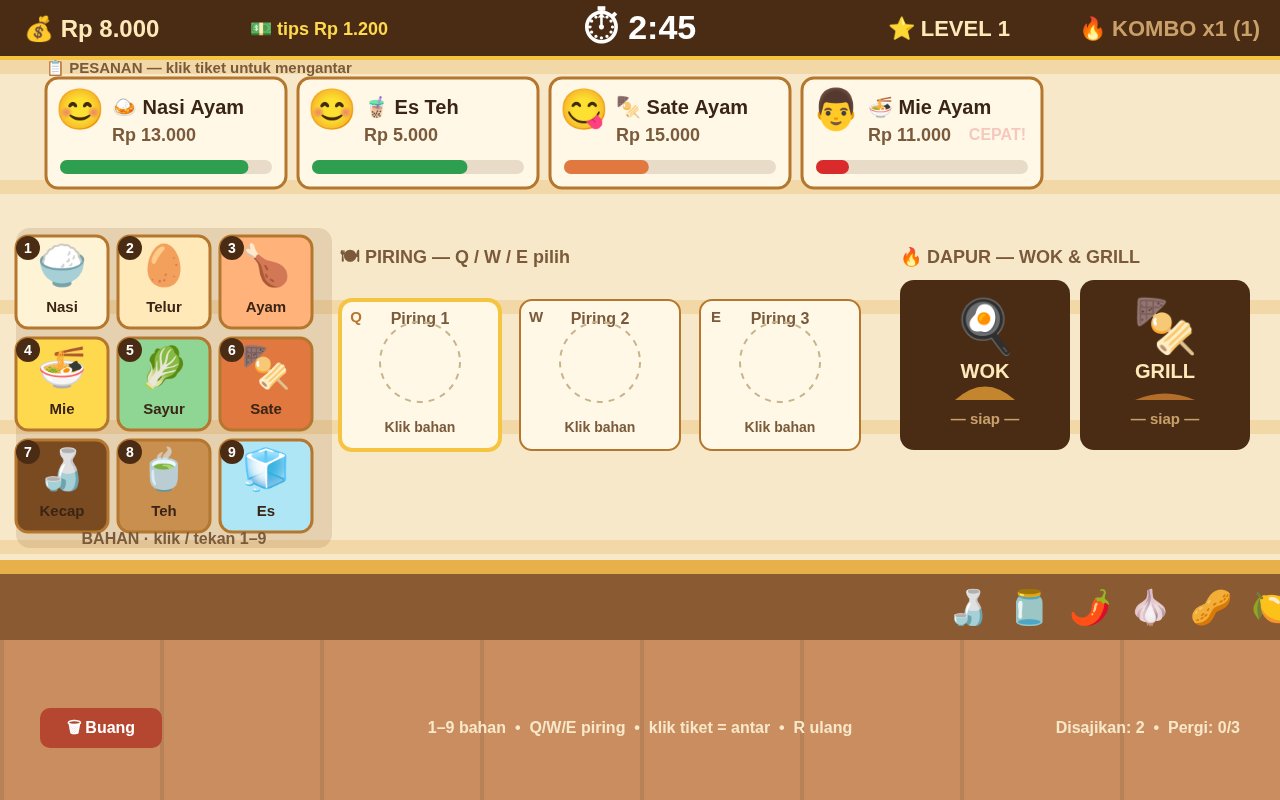 Rp 8.000
tips Rp 1.200
2:45
LEVEL 1
KOMBO x1 (1)
PESANAN — klik tiket untuk mengantar
Nasi Ayam
Rp 13.000
Es Teh
Rp 5.000
Sate Ayam
Rp 15.000
Mie Ayam
Rp 11.000 CEPAT!
1
Nasi
2
Telur
3
Ayam
4
Mie
5
Sayur
6
Sate
7
Kecap
8
Teh
9
Es
BAHAN · klik / tekan 1–9
PIRING — Q / W / E pilih
Q
Piring 1
Klik bahan
W
Piring 2
Klik bahan
E
Piring 3
Klik bahan
DAPUR — WOK & GRILL
WOK
— siap —
GRILL
— siap —
Buang
1–9 bahan • Q/W/E piring • klik tiket = antar • R ulang
Disajikan: 2 • Pergi: 0/3